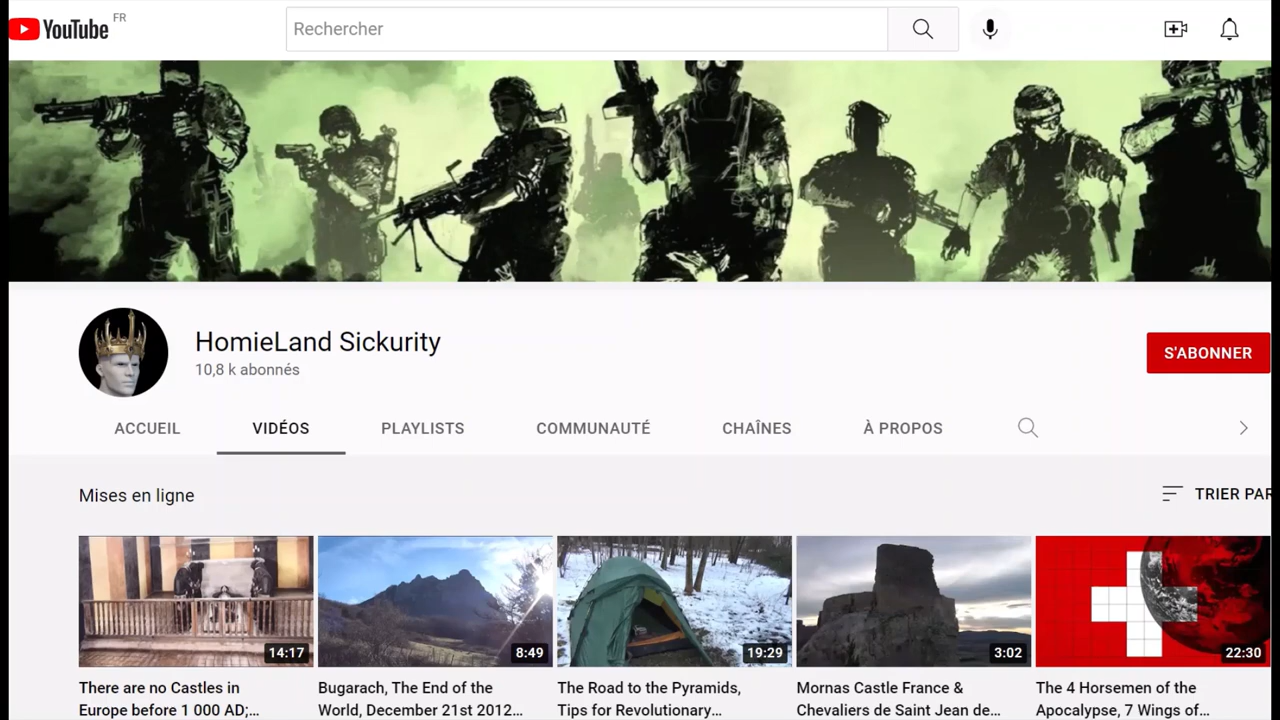 YouTube FR
Rechercher
HomieLand Sickurity
10,8 k abonnés
S'ABONNER
ACCUEIL VIDÉOS PLAYLISTS COMMUNAUTÉ CHAÎNES À PROPOS
Mises en ligne
TRIER PAR
14:17 8:49 19:29 3:02 22:30
There are no Castles in
Europe before 1 000 AD;...
Bugarach, The End of the
World, December 21st 2012...
The Road to the Pyramids,
Tips for Revolutionary...
Mornas Castle France &
Chevaliers de Saint Jean de...
The 4 Horsemen of the
Apocalypse, 7 Wings of...